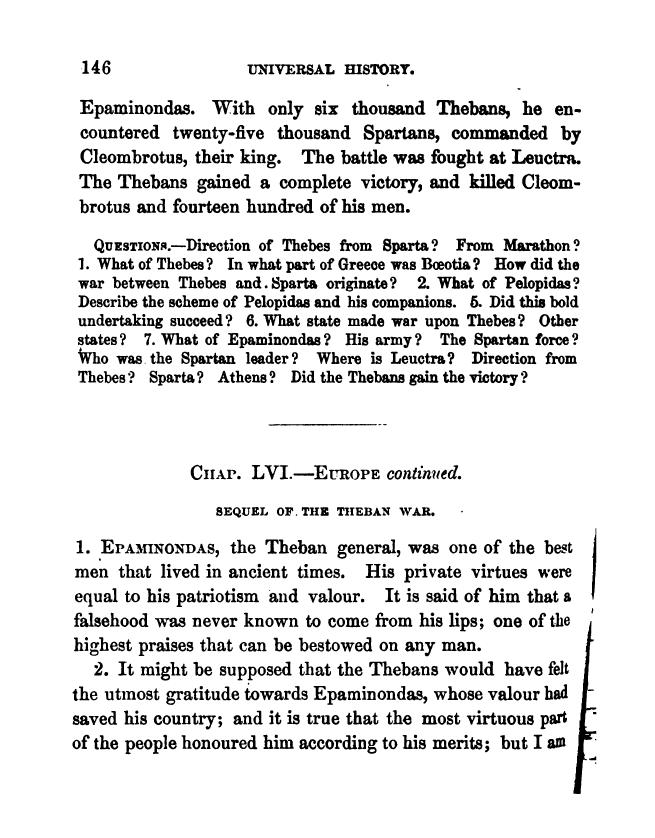 146 UNIVERSAL HISTORY.
Epaminondas. With only six thousand Thebans, he en-
countered twenty-five thousand Spartans, commanded by
Cleombrotus, their king. The battle was fought at Leuctra.
The Thebans gained a complete victory, and killed Cleom-
brotus and fourteen hundred of his men.
QUESTIONS.—Direction of Thebes from Sparta? From Marathon?
1. What of Thebes? In what part of Greece was Bœotia? How did the
war between Thebes and Sparta originate? 2. What of Pelopidas?
Describe the scheme of Pelopidas and his companions. 5. Did this bold
undertaking succeed? 6. What state made war upon Thebes? Other
states? 7. What of Epaminondas? His army? The Spartan force?
Who was the Spartan leader? Where is Leuctra? Direction from
Thebes? Sparta? Athens? Did the Thebans gain the victory?
CHAP. LVI.—EUROPE continued.
SEQUEL OF THE THEBAN WAR.
1. EPAMINONDAS, the Theban general, was one of the best
men that lived in ancient times. His private virtues were
equal to his patriotism and valour. It is said of him that a
falsehood was never known to come from his lips; one of the
highest praises that can be bestowed on any man.
2. It might be supposed that the Thebans would have felt
the utmost gratitude towards Epaminondas, whose valour had
saved his country; and it is true that the most virtuous part
of the people honoured him according to his merits; but I am